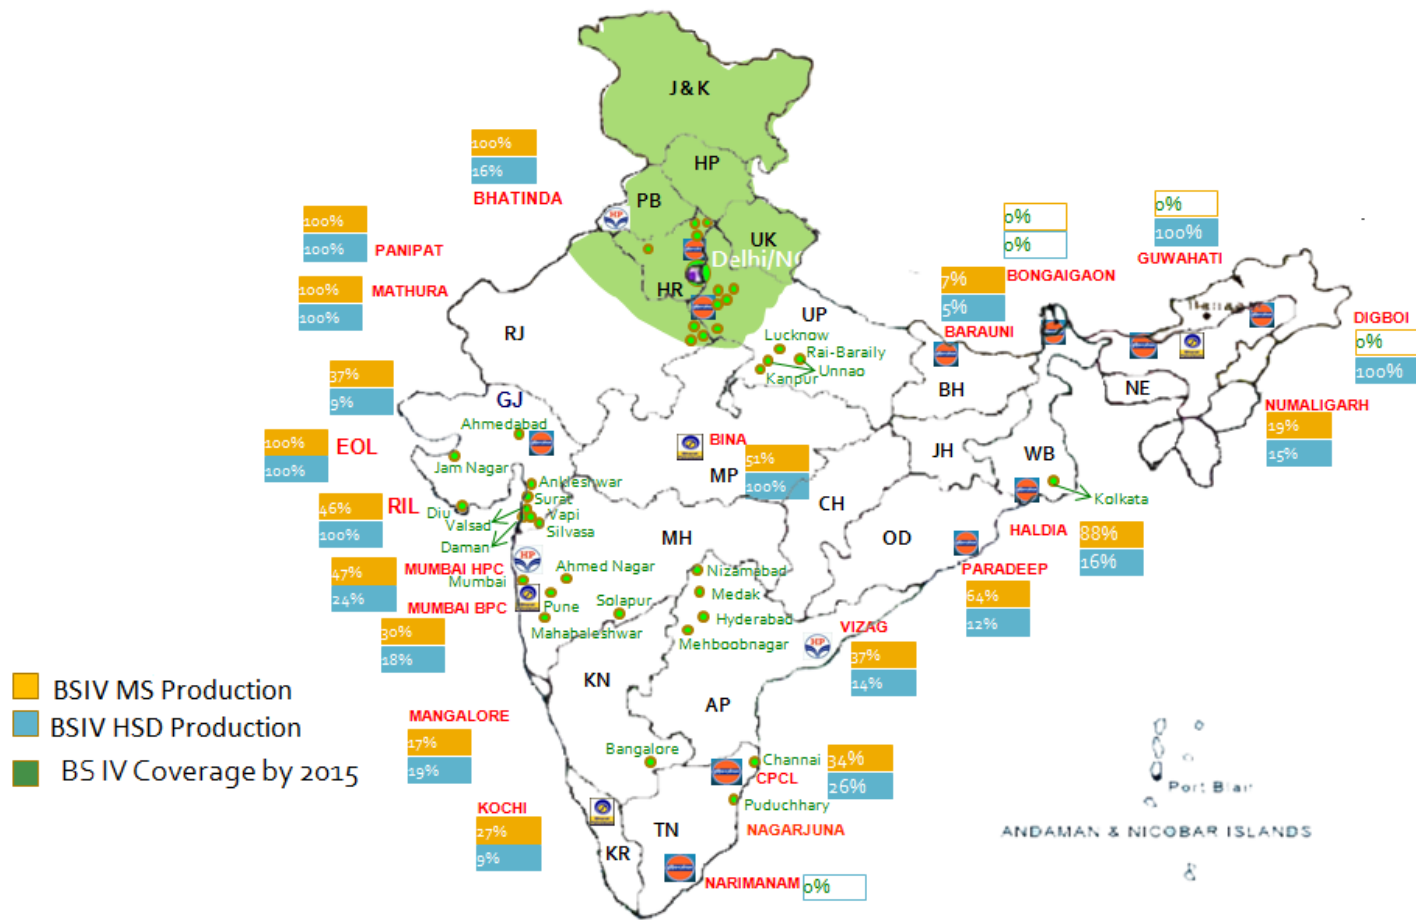 J & K
HP
PB
UK
Delhi/N
HR
RJ
UP
Lucknow
Rai-Baraily
Unnao
Kanpur
100%
16%
BHATINDA
100%
100%
PANIPAT
100%
MATHURA
100%
0%
0%
BONGAIGAON
0%
100%
GUWAHATI
7%
5%
BARAUNI
DIGBOI
0%
100%
BH
NE
NUMALIGARH
19%
15%
37%
9%
GJ
Ahmedabad
100%
EOL
100%
Jam Nagar
BINA
51%
MP
100%
JH
WB
Kolkata
CH
46%
RIL
100%
Diu
Ankleshwar
Surat
Valsad
Vapi
Silvasa
Daman
MH
OD
HALDIA
88%
16%
PARADEEP
64%
12%
47%
MUMBAI HPC
24%
Mumbai
MUMBAI BPC
30%
18%
Ahmed Nagar
Pune
Solapur
Mahabaleshwar
Nizamabad
Medak
Hyderabad
Mehboobnagar
HP
HP
HP
VIZAG
37%
14%
KN
AP
BSIV MS Production
BSIV HSD Production
BS IV Coverage by 2015
MANGALORE
17%
19%
Bangalore
Channai
CPCL
34%
26%
Puduchhary
NAGARJUNA
KOCHI
27%
9%
TN
KR
NARIMANAM
0%
Port Blair
ANDAMAN & NICOBAR ISLANDS